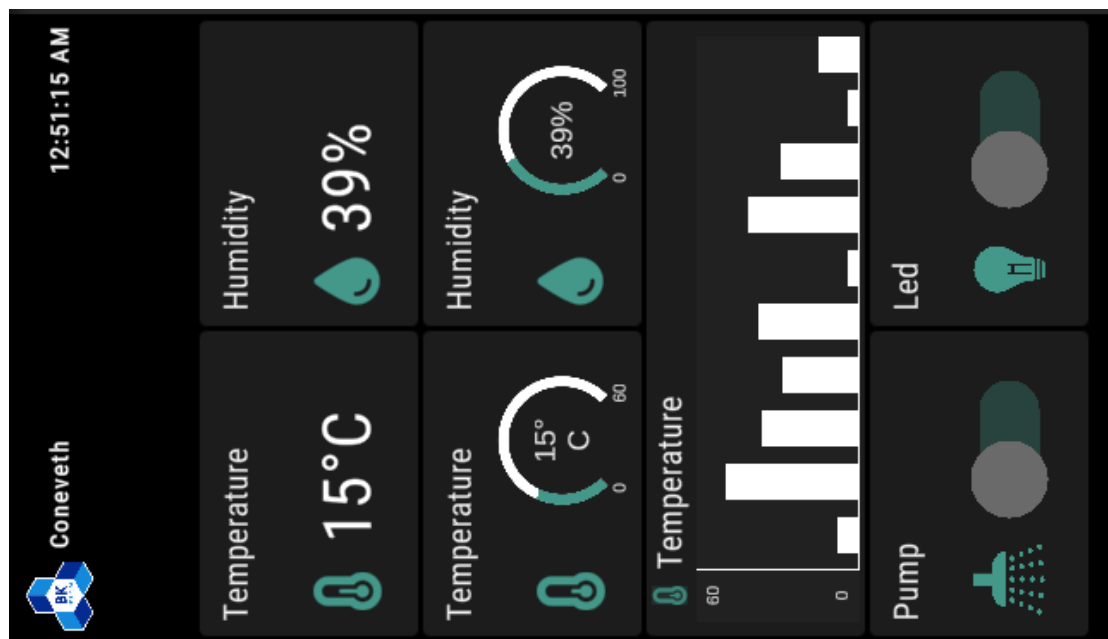 BK
Coneveth
12:51:15 AM
Temperature
15°C
Humidity
39%
Temperature
15°
C
0
60
Humidity
39%
0
100
Temperature
60
0
Pump
Led